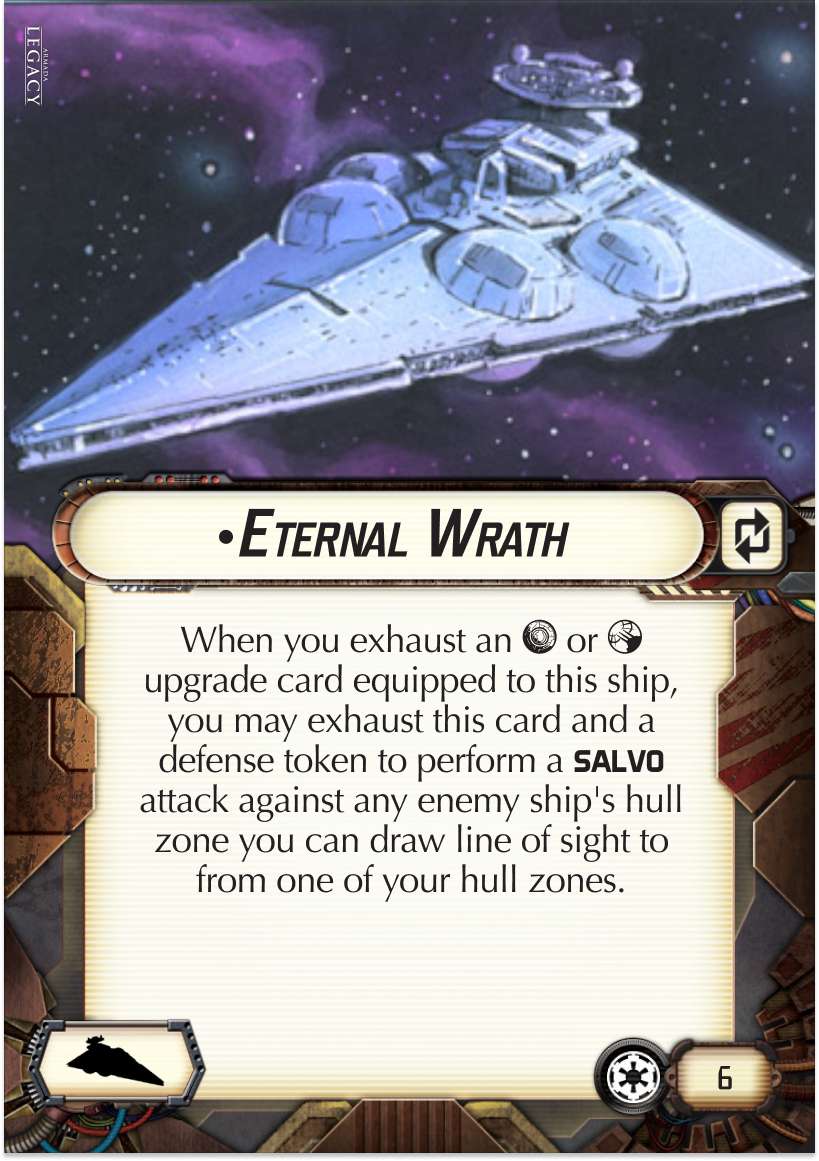 ARMADA
LEGACY
•ETERNAL WRATH
When you exhaust an or
upgrade card equipped to this ship,
you may exhaust this card and a
defense token to perform a SALVO
attack against any enemy ship's hull
zone you can draw line of sight to
from one of your hull zones.
6